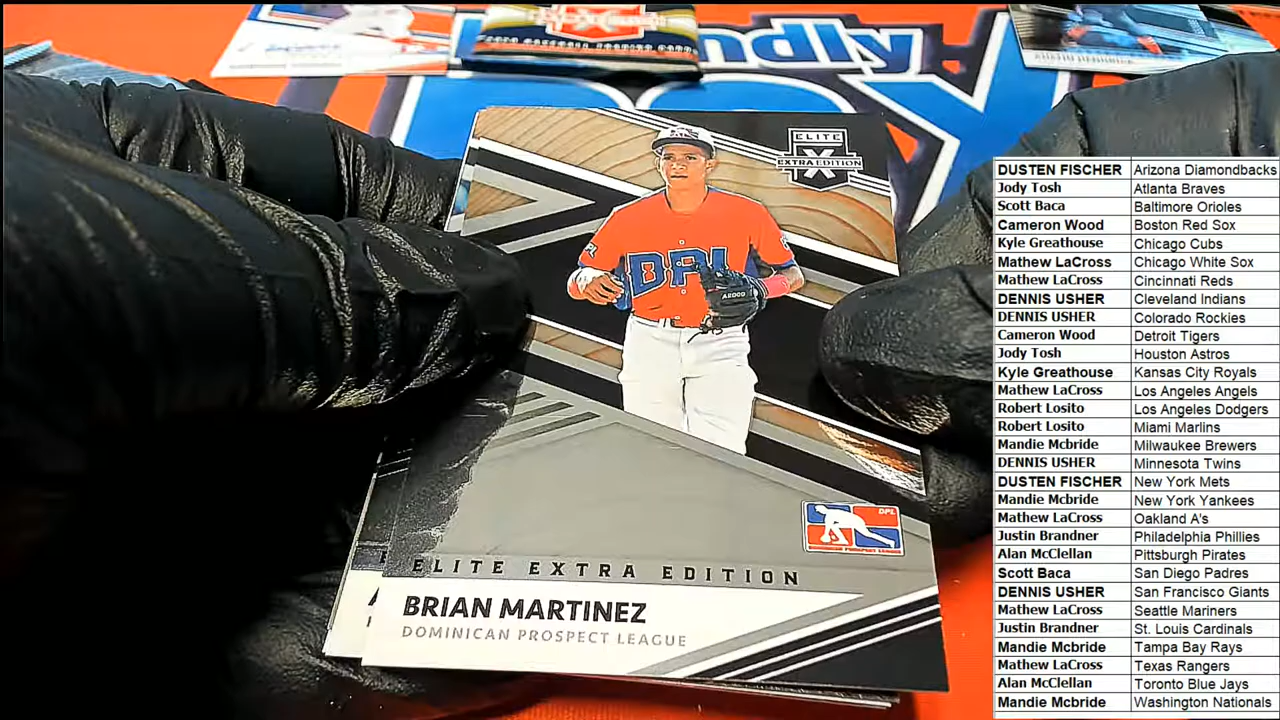 ndly
ELITE
X
EXTRA EDITION
DPL
DPL
DPL
ELITE EXTRA EDITION
BRIAN MARTINEZ
DOMINICAN PROSPECT LEAGUE
DUSTEN FISCHER Arizona Diamondbacks
Jody Tosh Atlanta Braves
Scott Baca Baltimore Orioles
Cameron Wood Boston Red Sox
Kyle Greathouse Chicago Cubs
Mathew LaCross Chicago White Sox
Mathew LaCross Cincinnati Reds
DENNIS USHER Cleveland Indians
DENNIS USHER Colorado Rockies
Cameron Wood Detroit Tigers
Jody Tosh Houston Astros
Kyle Greathouse Kansas City Royals
Mathew LaCross Los Angeles Angels
Robert Losito Los Angeles Dodgers
Robert Losito Miami Marlins
Mandie Mcbride Milwaukee Brewers
DENNIS USHER Minnesota Twins
DUSTEN FISCHER New York Mets
Mandie Mcbride New York Yankees
Mathew LaCross Oakland A's
Justin Brandner Philadelphia Phillies
Alan McClellan Pittsburgh Pirates
Scott Baca San Diego Padres
DENNIS USHER San Francisco Giants
Mathew LaCross Seattle Mariners
Justin Brandner St. Louis Cardinals
Mandie Mcbride Tampa Bay Rays
Mathew LaCross Texas Rangers
Alan McClellan Toronto Blue Jays
Mandie Mcbride Washington Nationals